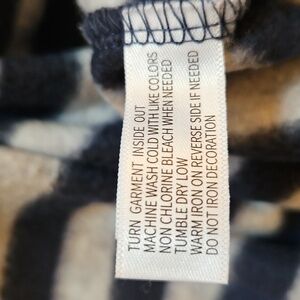 TURN GARMENT INSIDE OUT
MACHINE WASH COLD WITH LIKE COLORS
NON CHLORINE BLEACH WHEN NEEDED
TUMBLE DRY LOW
WARM IRON ON REVERSE SIDE IF NEEDED
DO NOT IRON DECORATION